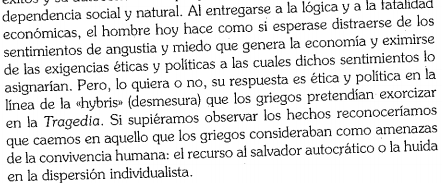 dependencia social y natural. Al entregarse a la lógica y a la fatalidad
económicas, el hombre hoy hace como si esperase distraerse de los
sentimientos de angustia y miedo que genera la economía y eximirse
de las exigencias éticas y políticas a las cuales dichos sentimientos lo
asignarían. Pero, lo quiera o no, su respuesta es ética y política en la
línea de la «hybris» (desmesura) que los griegos pretendían exorcizar
en la Tragedia. Si supiéramos observar los hechos reconoceríamos
que caemos en aquello que los griegos consideraban como amenazas
de la convivencia humana: el recurso al salvador autocrático o la huida
en la dispersión individualista.